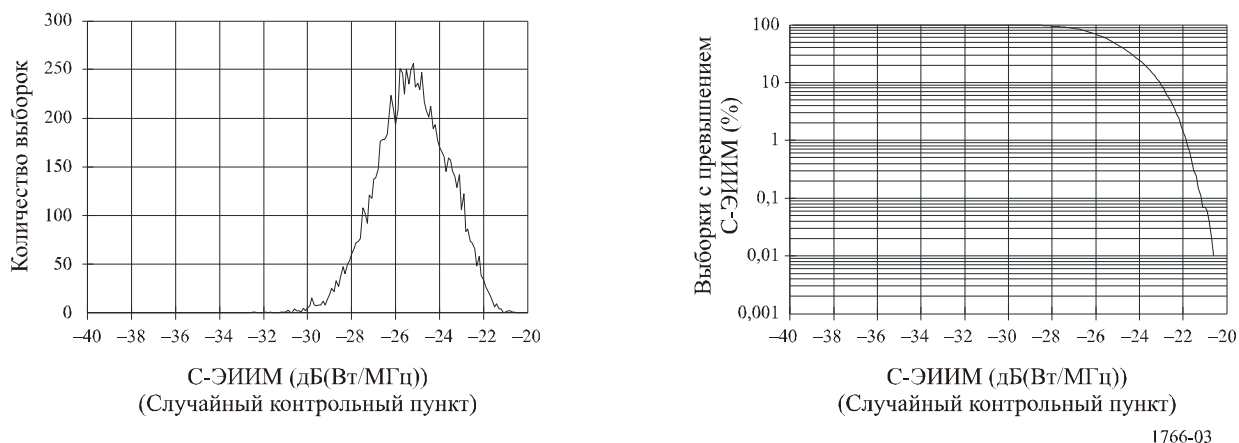 300
250
200
150
100
50
0
Количество выборок
–40 –38 –36 –34 –32 –30 –28 –26 –24 –22 –20
С-ЭИИМ (дБ(Вт/МГц))
(Случайный контрольный пункт)
100
10
1
0,1
0,01
0,001
Выборки с превышением
С-ЭИИМ (%)
–40 –38 –36 –34 –32 –30 –28 –26 –24 –22 –20
С-ЭИИМ (дБ(Вт/МГц))
(Случайный контрольный пункт)
1766-03